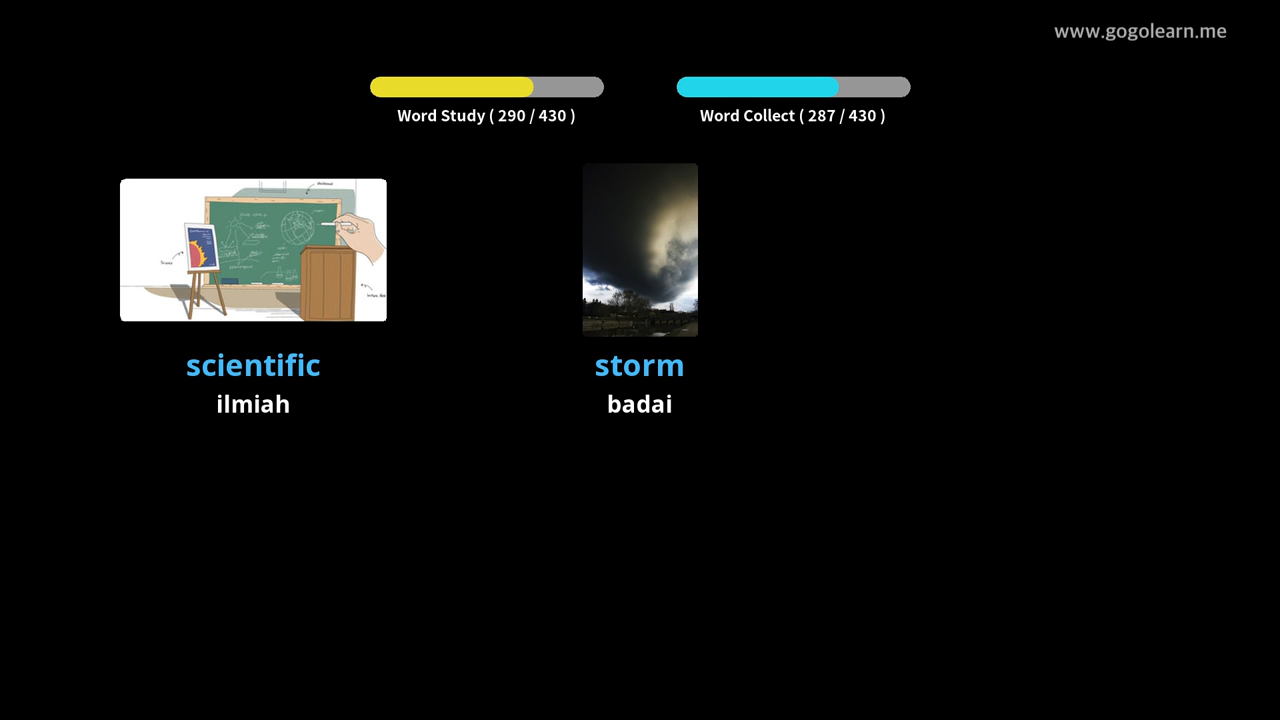 www.gogolearn.me
Word Study ( 290 / 430 )
Word Collect ( 287 / 430 )
scientific
ilmiah
storm
badai